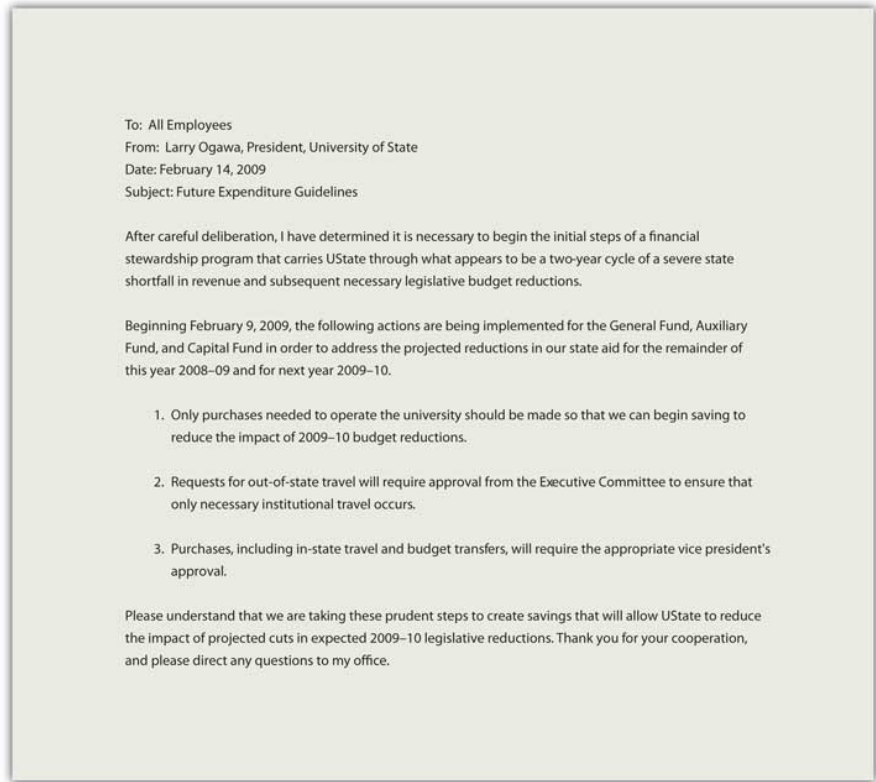 To: All Employees
From: Larry Ogawa, President, University of State
Date: February 14, 2009
Subject: Future Expenditure Guidelines
After careful deliberation, I have determined it is necessary to begin the initial steps of a financial
stewardship program that carries UState through what appears to be a two-year cycle of a severe state
shortfall in revenue and subsequent necessary legislative budget reductions.
Beginning February 9, 2009, the following actions are being implemented for the General Fund, Auxiliary
Fund, and Capital Fund in order to address the projected reductions in our state aid for the remainder of
this year 2008–09 and for next year 2009–10.
1. Only purchases needed to operate the university should be made so that we can begin saving to
reduce the impact of 2009–10 budget reductions.
2. Requests for out-of-state travel will require approval from the Executive Committee to ensure that
only necessary institutional travel occurs.
3. Purchases, including in-state travel and budget transfers, will require the appropriate vice president's
approval.
Please understand that we are taking these prudent steps to create savings that will allow UState to reduce
the impact of projected cuts in expected 2009–10 legislative reductions. Thank you for your cooperation,
and please direct any questions to my office.